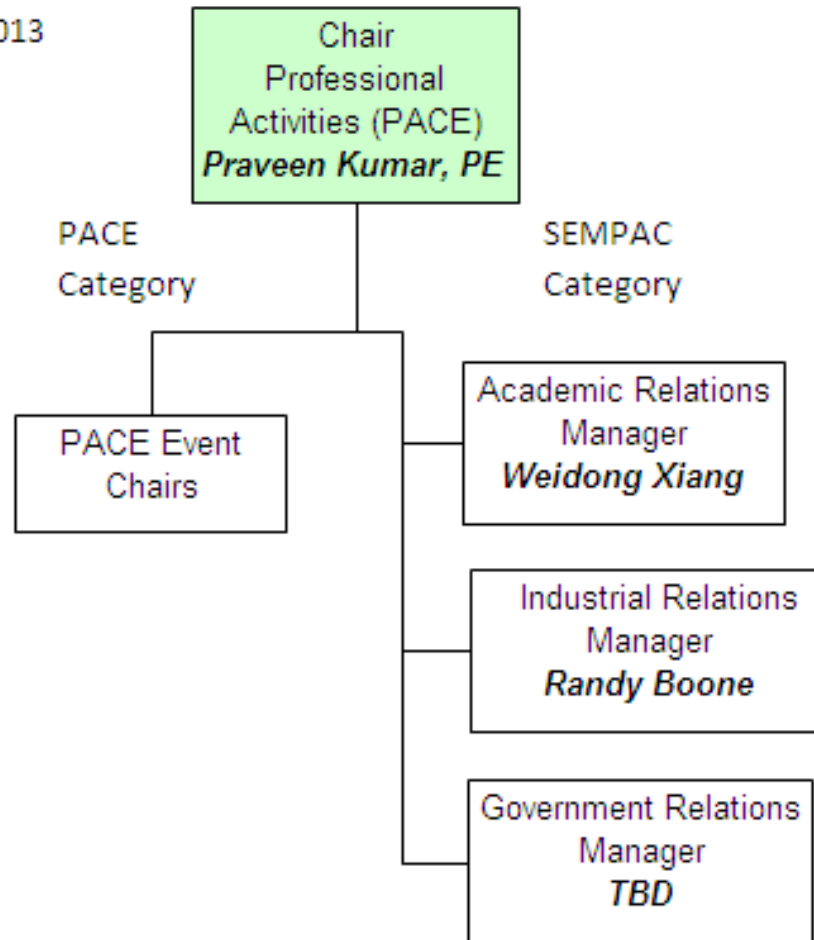 013
Chair
Professional
Activities (PACE)
Praveen Kumar, PE
PACE
Category
SEMPAC
Category
PACE Event
Chairs
Academic Relations
Manager
Weidong Xiang
Industrial Relations
Manager
Randy Boone
Government Relations
Manager
TBD